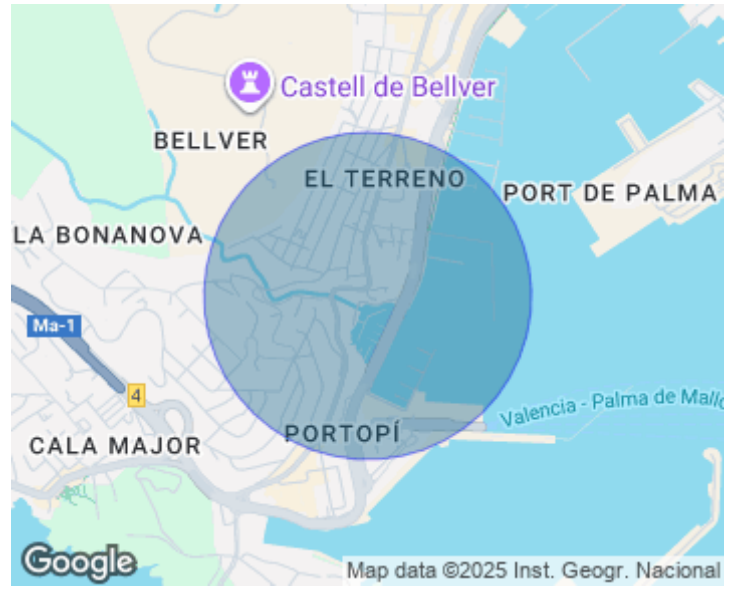 Castell de Bellver
BELLVER
EL TERRENO
PORT DE PALMA
LA BONANOVA
Ma-1
4
Valencia - Palma de Mallo
PORTOPÍ
CALA MAJOR
Google
Map data ©2025 Inst. Geogr. Nacional